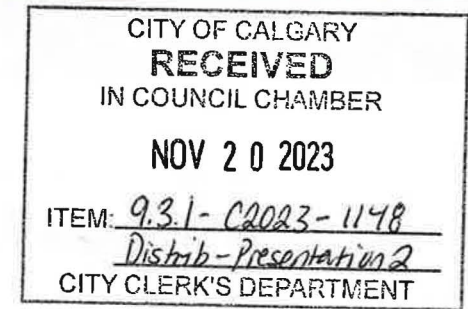 CITY OF CALGARY
RECEIVED
IN COUNCIL CHAMBER
NOV 2 0 2023
ITEM: 9.3.1 - C2023 - 1148
Distrib - Presentation 2
CITY CLERK'S DEPARTMENT